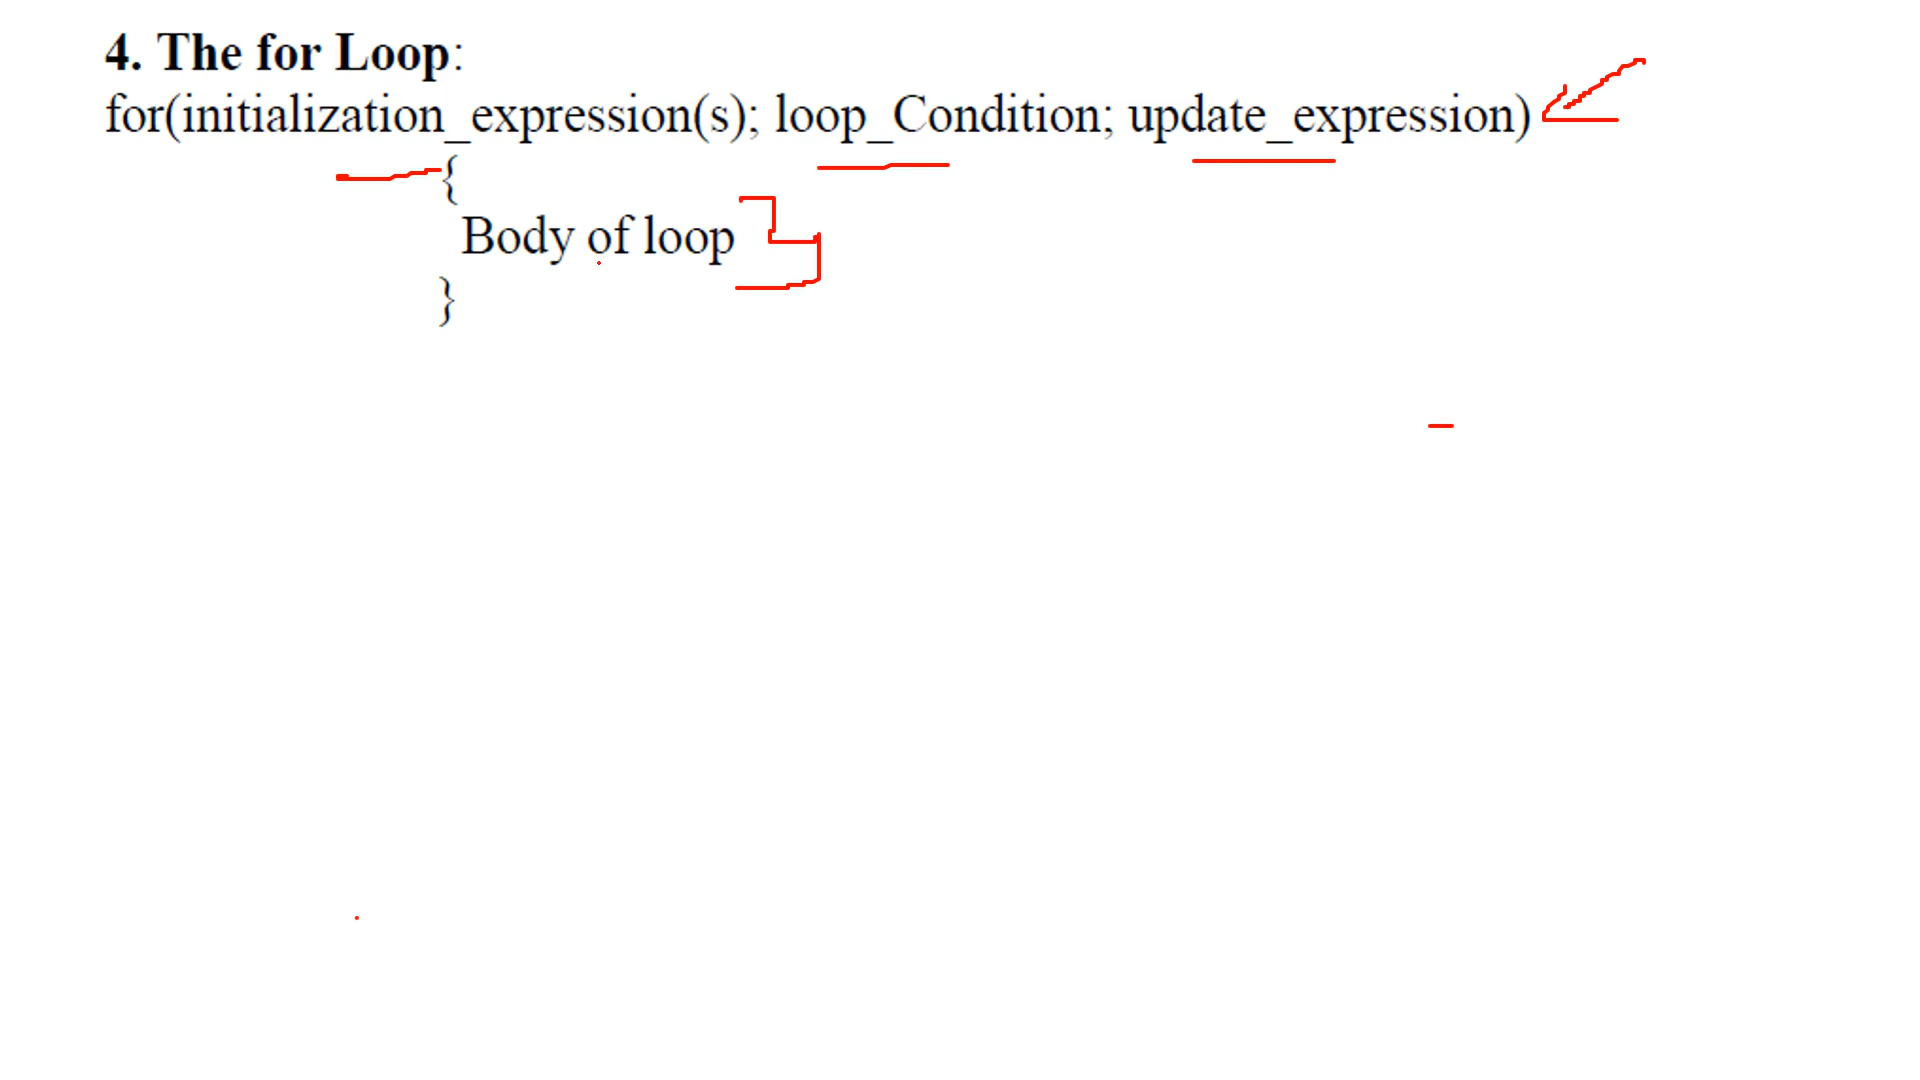 4. The for Loop:
for(initialization_expression(s); loop_Condition; update_expression)
{
Body of loop
}